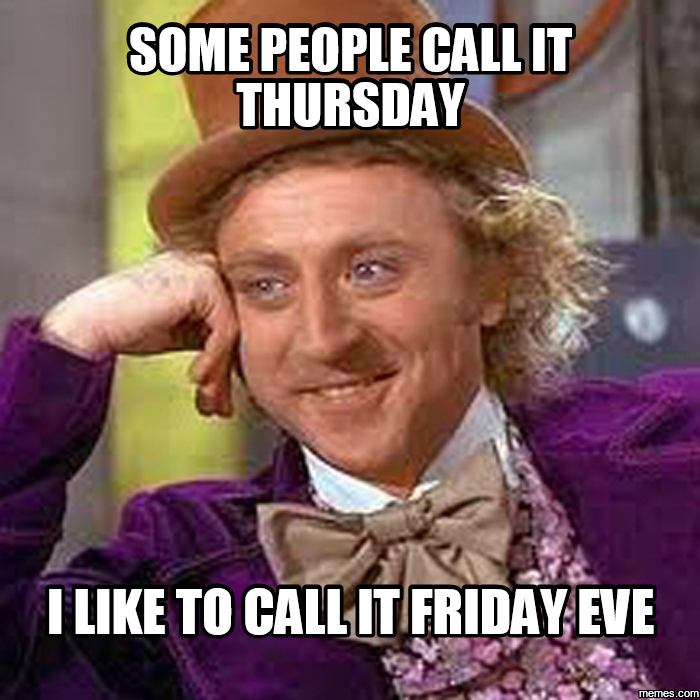 SOME PEOPLE CALL IT
THURSDAY
I LIKE TO CALL IT FRIDAY EVE
memes.com